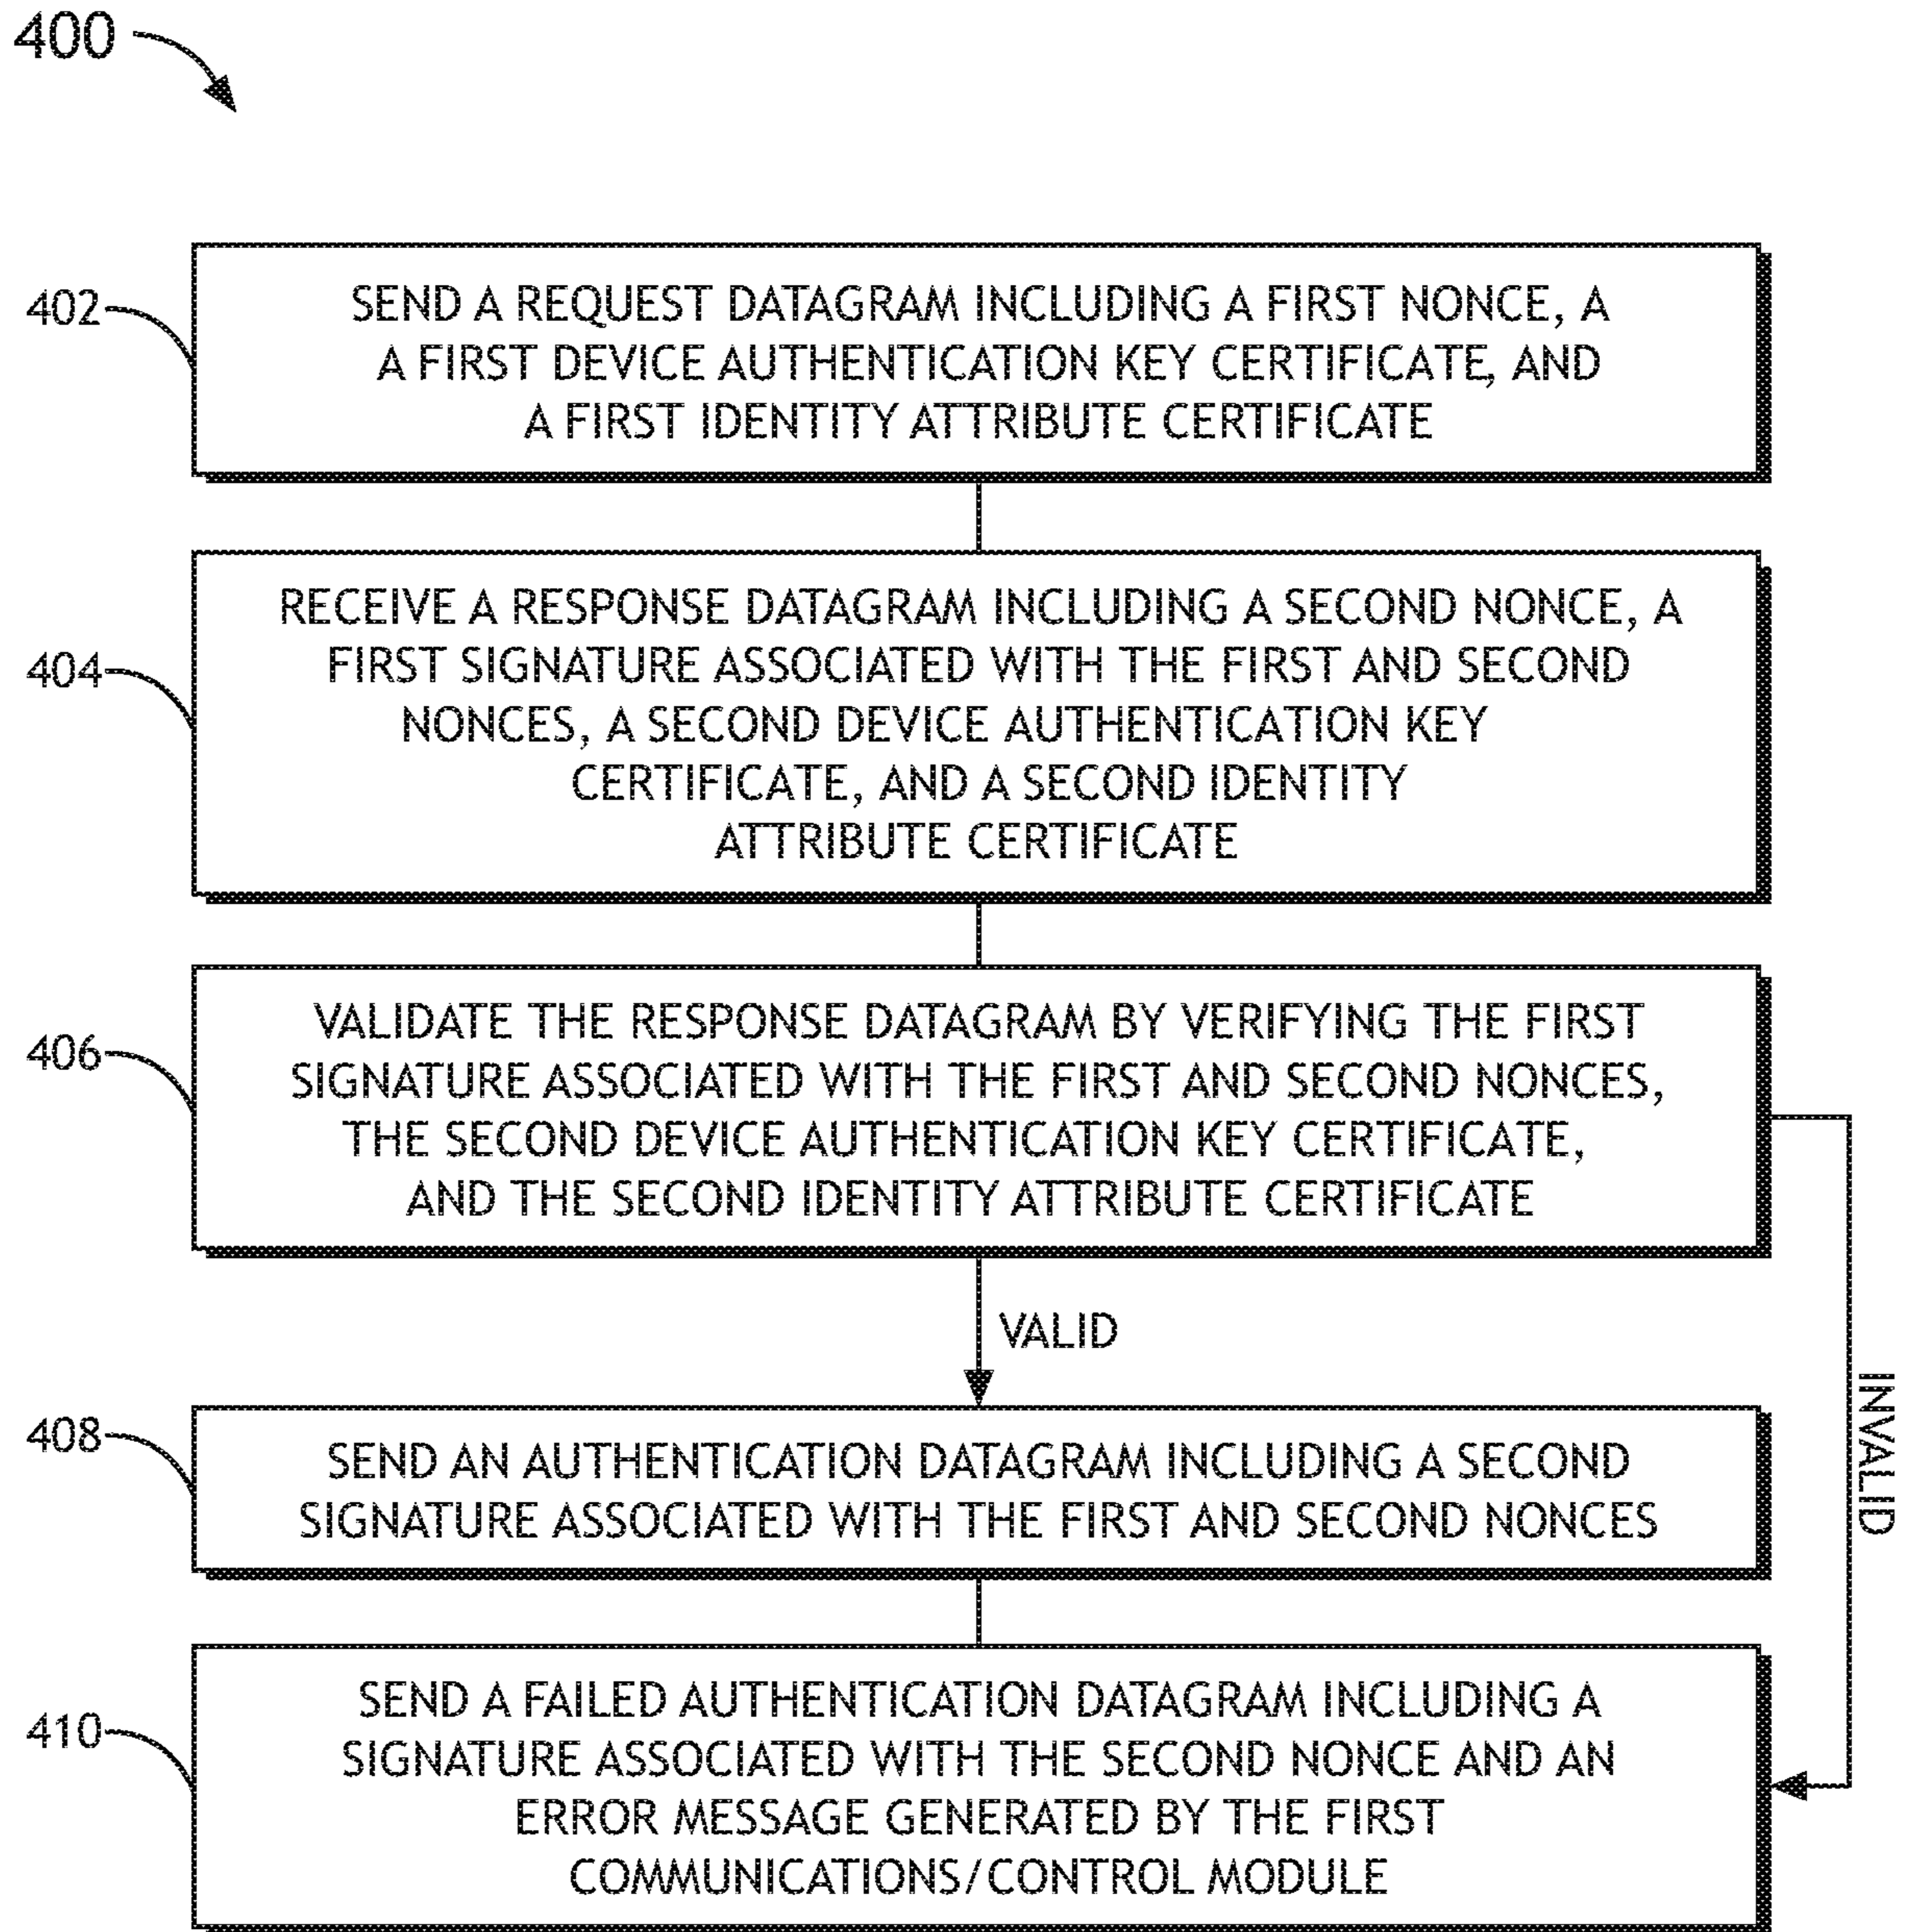 400
402
SEND A REQUEST DATAGRAM INCLUDING A FIRST NONCE, A
A FIRST DEVICE AUTHENTICATION KEY CERTIFICATE, AND
A FIRST IDENTITY ATTRIBUTE CERTIFICATE
404
RECEIVE A RESPONSE DATAGRAM INCLUDING A SECOND NONCE, A
FIRST SIGNATURE ASSOCIATED WITH THE FIRST AND SECOND
NONCES, A SECOND DEVICE AUTHENTICATION KEY
CERTIFICATE, AND A SECOND IDENTITY
ATTRIBUTE CERTIFICATE
406
VALIDATE THE RESPONSE DATAGRAM BY VERIFYING THE FIRST
SIGNATURE ASSOCIATED WITH THE FIRST AND SECOND NONCES,
THE SECOND DEVICE AUTHENTICATION KEY CERTIFICATE,
AND THE SECOND IDENTITY ATTRIBUTE CERTIFICATE
VALID
INVALID
408
SEND AN AUTHENTICATION DATAGRAM INCLUDING A SECOND
SIGNATURE ASSOCIATED WITH THE FIRST AND SECOND NONCES
410
SEND A FAILED AUTHENTICATION DATAGRAM INCLUDING A
SIGNATURE ASSOCIATED WITH THE SECOND NONCE AND AN
ERROR MESSAGE GENERATED BY THE FIRST
COMMUNICATIONS/CONTROL MODULE